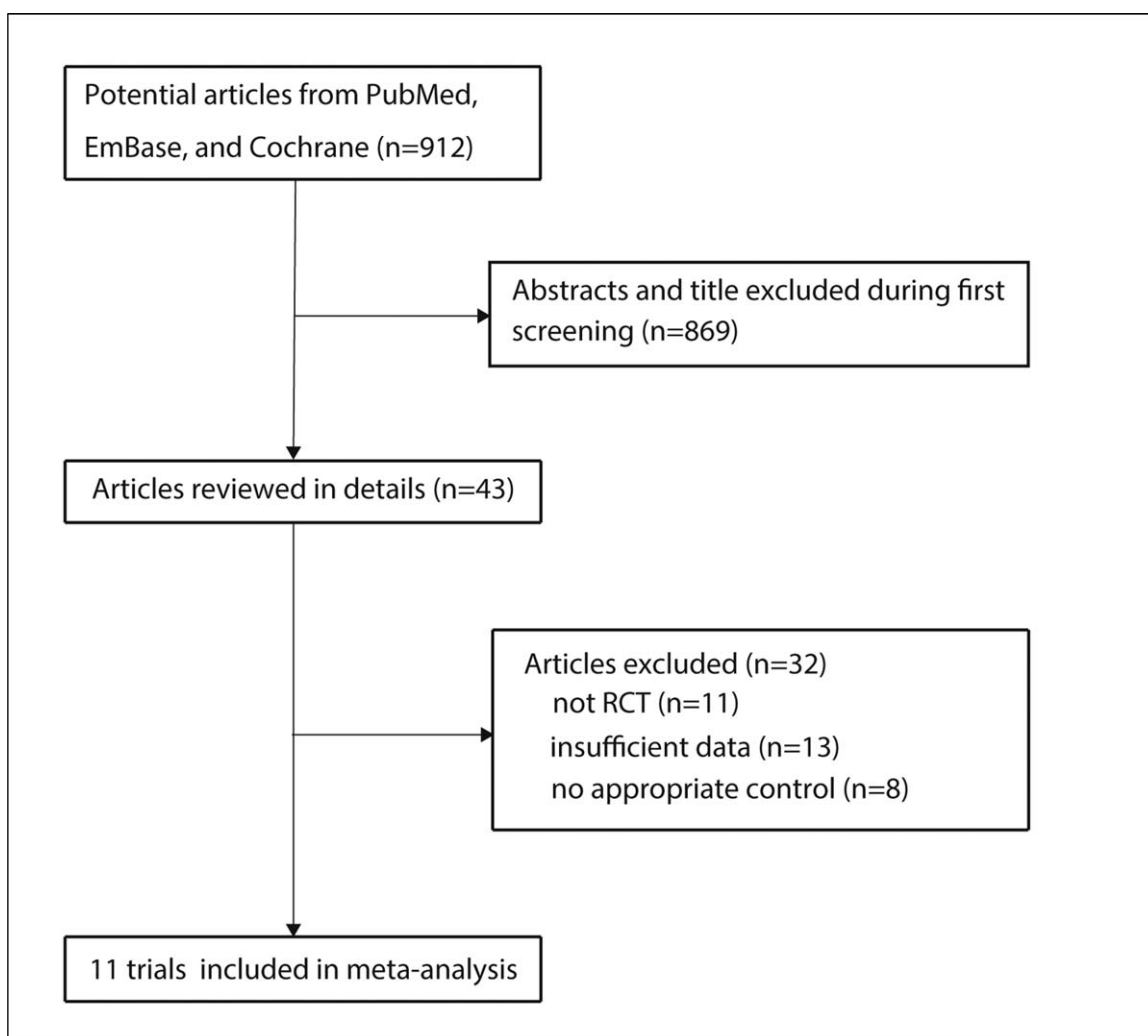 Potential articles from PubMed,
EmBase, and Cochrane (n=912)
Abstracts and title excluded during first
screening (n=869)
Articles reviewed in details (n=43)
Articles excluded (n=32)
not RCT (n=11)
insufficient data (n=13)
no appropriate control (n=8)
11 trials included in meta-analysis